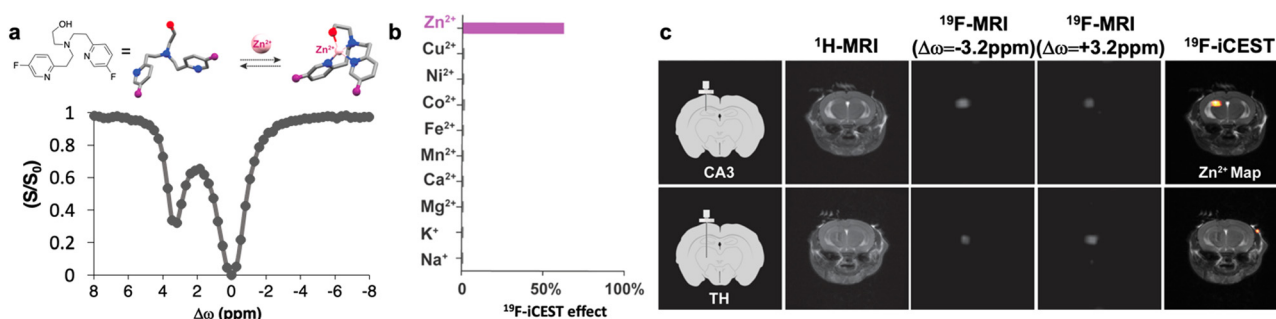 a
OH
N
F
N
N
F
=
Zn²⁺
Zn²⁺
(S/S₀)
1
0.8
0.6
0.4
0.2
0
8 6 4 2 0 -2 -4 -6 -8
Δω (ppm)
b
Zn²⁺
Cu²⁺
Ni²⁺
Co²⁺
Fe²⁺
Mn²⁺
Ca²⁺
Mg²⁺
K⁺
Na⁺
0 50% 100%
¹⁹F-iCEST effect
c
¹H-MRI
¹⁹F-MRI
(Δω=-3.2ppm)
¹⁹F-MRI
(Δω=+3.2ppm)
¹⁹F-iCEST
CA3
Zn²⁺ Map
TH